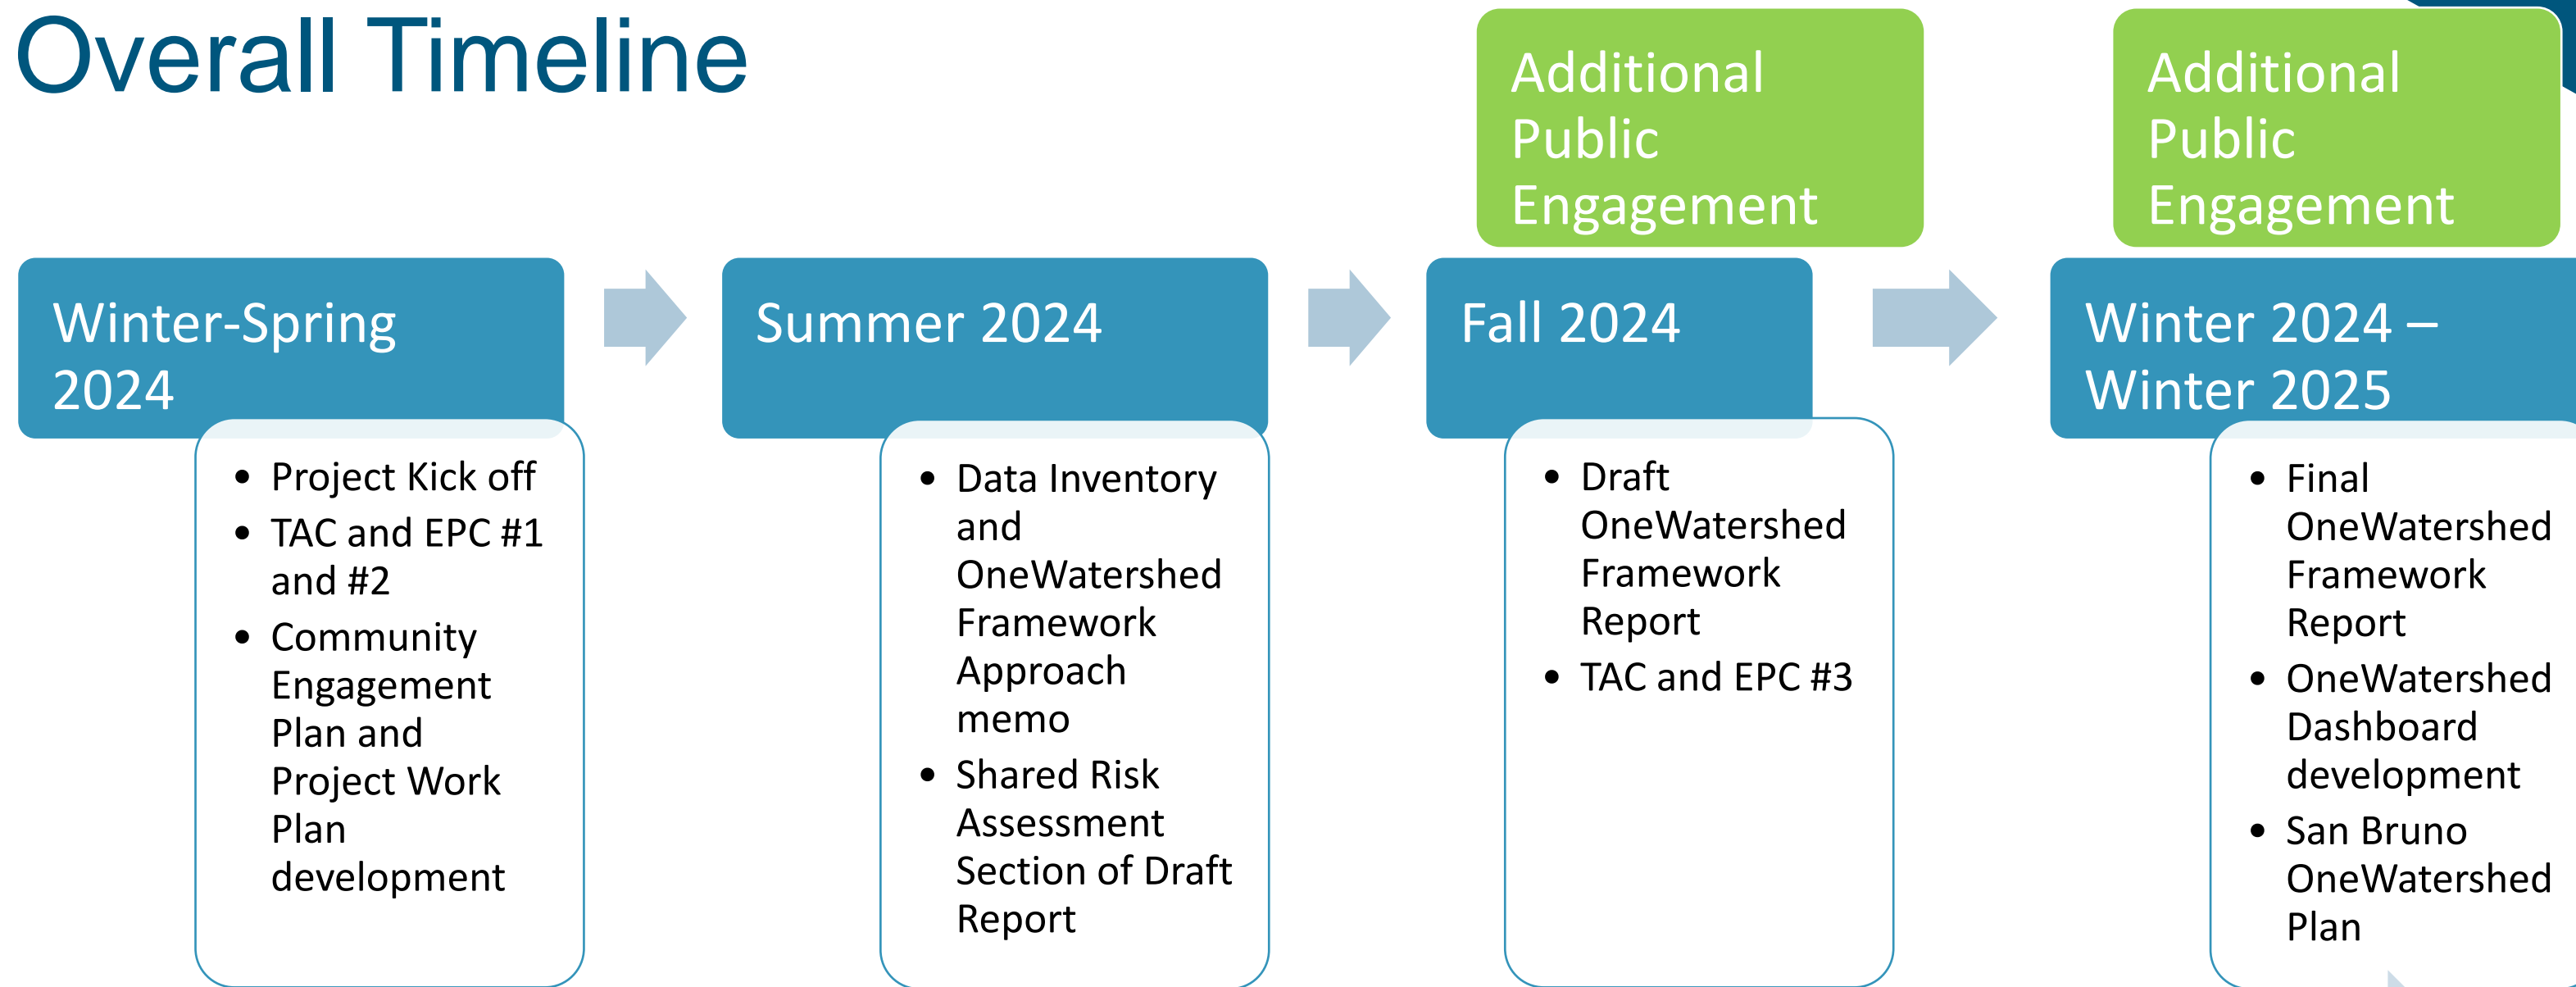 Overall Timeline
Additional
Public
Engagement
Additional
Public
Engagement
Winter-Spring
2024
• Project Kick off
• TAC and EPC #1
and #2
• Community
Engagement
Plan and
Project Work
Plan
development
Summer 2024
• Data Inventory
and
OneWatershed
Framework
Approach
memo
• Shared Risk
Assessment
Section of Draft
Report
Fall 2024
• Draft
OneWatershed
Framework
Report
• TAC and EPC #3
Winter 2024 –
Winter 2025
• Final
OneWatershed
Framework
Report
• OneWatershed
Dashboard
development
• San Bruno
OneWatershed
Plan